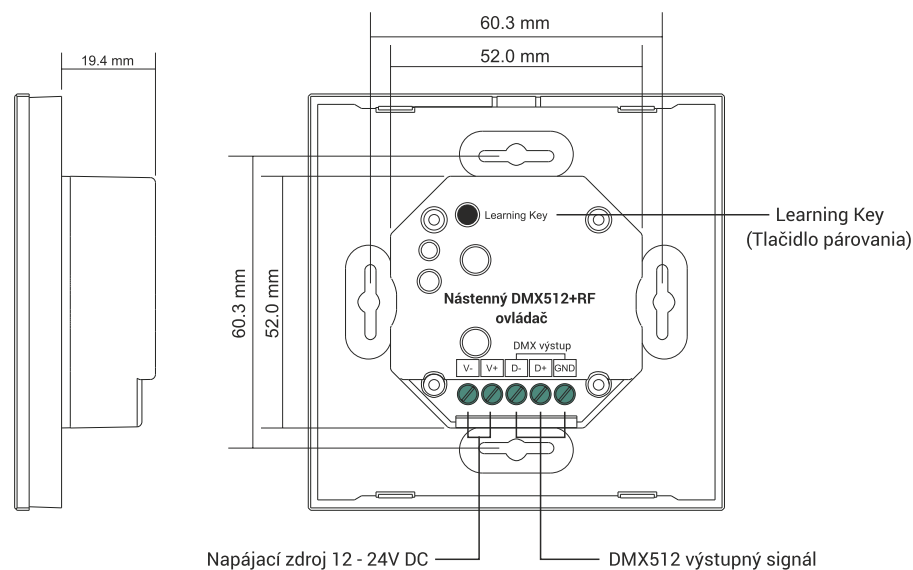 60.3 mm
52.0 mm
19.4 mm
Learning Key
Learning Key
(Tlačidlo párovania)
60.3 mm
52.0 mm
Nástenný DMX512+RF
ovládač
DMX výstup
V- V+ D- D+ GND
Napájací zdroj 12 - 24V DC
DMX512 výstupný signál